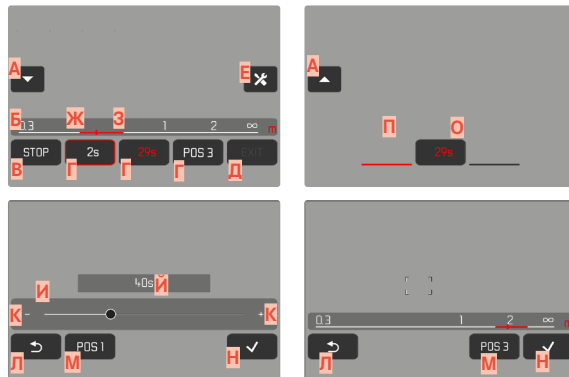 А
Е
Б Ж З
0.3 1 2 ∞ m
STOP 2s 29s POS 3 EXIT
В Г Г Г Д
А
П О
29s
И 40s Й
К - + К
POS 1
Л М Н
0.3 1 2 ∞ m
POS 3
Л М Н